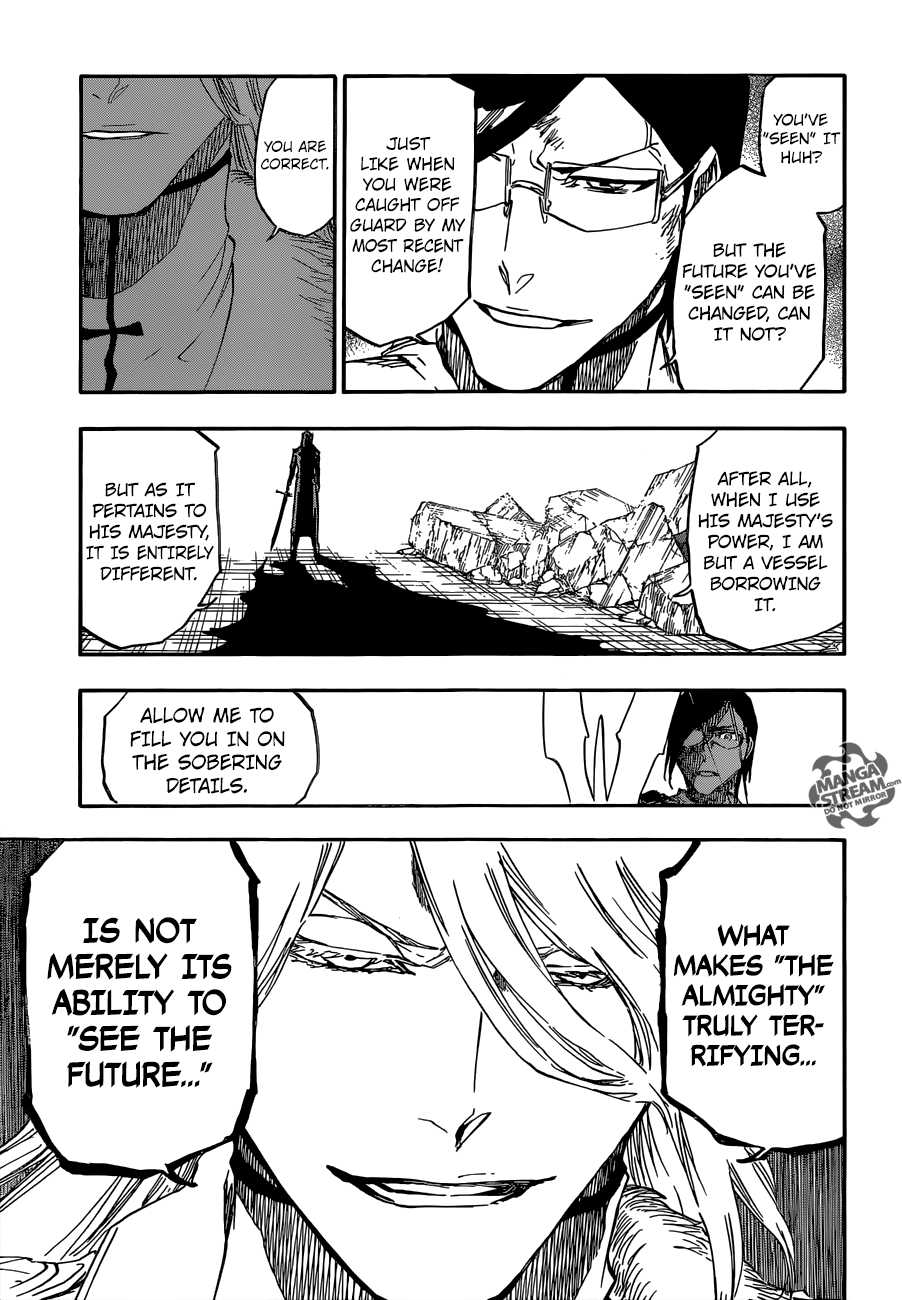 YOU'VE
"SEEN" IT
HUH?
BUT THE
FUTURE YOU'VE
"SEEN" CAN BE
CHANGED, CAN
IT NOT?
JUST
LIKE WHEN
YOU WERE
CAUGHT OFF
GUARD BY MY
MOST RECENT
CHANGE!
YOU ARE
CORRECT.
AFTER ALL,
WHEN I USE
HIS MAJESTY'S
POWER, I AM
BUT A VESSEL
BORROWING
IT.
BUT AS IT
PERTAINS TO
HIS MAJESTY,
IT IS ENTIRELY
DIFFERENT.
ALLOW ME TO
FILL YOU IN ON
THE SOBERING
DETAILS.
MANGA
STREAM.com
DO NOT MIRROR
WHAT
MAKES "THE
ALMIGHTY"
TRULY TER-
RIFYING...
IS NOT
MERELY ITS
ABILITY TO
"SEE THE
FUTURE..."